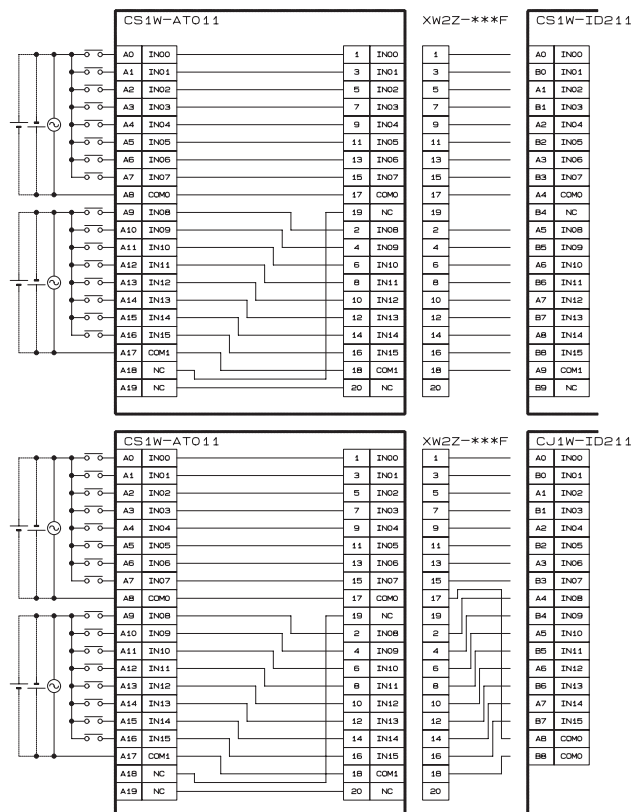 CS1W-AT011 XW2Z-***F CS1W-ID211
A0 IN00 1 IN00 1 A0 IN00
A1 IN01 3 IN01 3 B0 IN01
A2 IN02 5 IN02 5 A1 IN02
A3 IN03 7 IN03 7 B1 IN03
A4 IN04 9 IN04 9 A2 IN04
A5 IN05 11 IN05 11 B2 IN05
A6 IN06 13 IN06 13 A3 IN06
A7 IN07 15 IN07 15 B3 IN07
A8 COM0 17 COM0 17 A4 COM0
A9 IN08 19 NC 19 B4 NC
A10 IN09 2 IN08 2 A5 IN08
A11 IN10 4 IN09 4 B5 IN09
A12 IN11 6 IN10 6 A6 IN10
A13 IN12 8 IN11 8 B6 IN11
A14 IN13 10 IN12 10 A7 IN12
A15 IN14 12 IN13 12 B7 IN13
A16 IN15 14 IN14 14 A8 IN14
A17 COM1 16 IN15 16 B8 IN15
A18 NC 18 COM1 18 A9 COM1
A19 NC 20 NC 20 B9 NC
CS1W-AT011 XW2Z-***F CJ1W-ID211
A0 IN00 1 IN00 1 A0 IN00
A1 IN01 3 IN01 3 B0 IN01
A2 IN02 5 IN02 5 A1 IN02
A3 IN03 7 IN03 7 B1 IN03
A4 IN04 9 IN04 9 A2 IN04
A5 IN05 11 IN05 11 B2 IN05
A6 IN06 13 IN06 13 A3 IN06
A7 IN07 15 IN07 15 B3 IN07
A8 COM0 17 COM0 17 A4 IN08
A9 IN08 19 NC 19 B4 IN09
A10 IN09 2 IN08 2 A5 IN10
A11 IN10 4 IN09 4 B5 IN11
A12 IN11 6 IN10 6 A6 IN12
A13 IN12 8 IN11 8 B6 IN13
A14 IN13 10 IN12 10 A7 IN14
A15 IN14 12 IN13 12 B7 IN15
A16 IN15 14 IN14 14 A8 COM0
A17 COM1 16 IN15 16 B8 COM0
A18 NC 18 COM1 18
A19 NC 20 NC 20